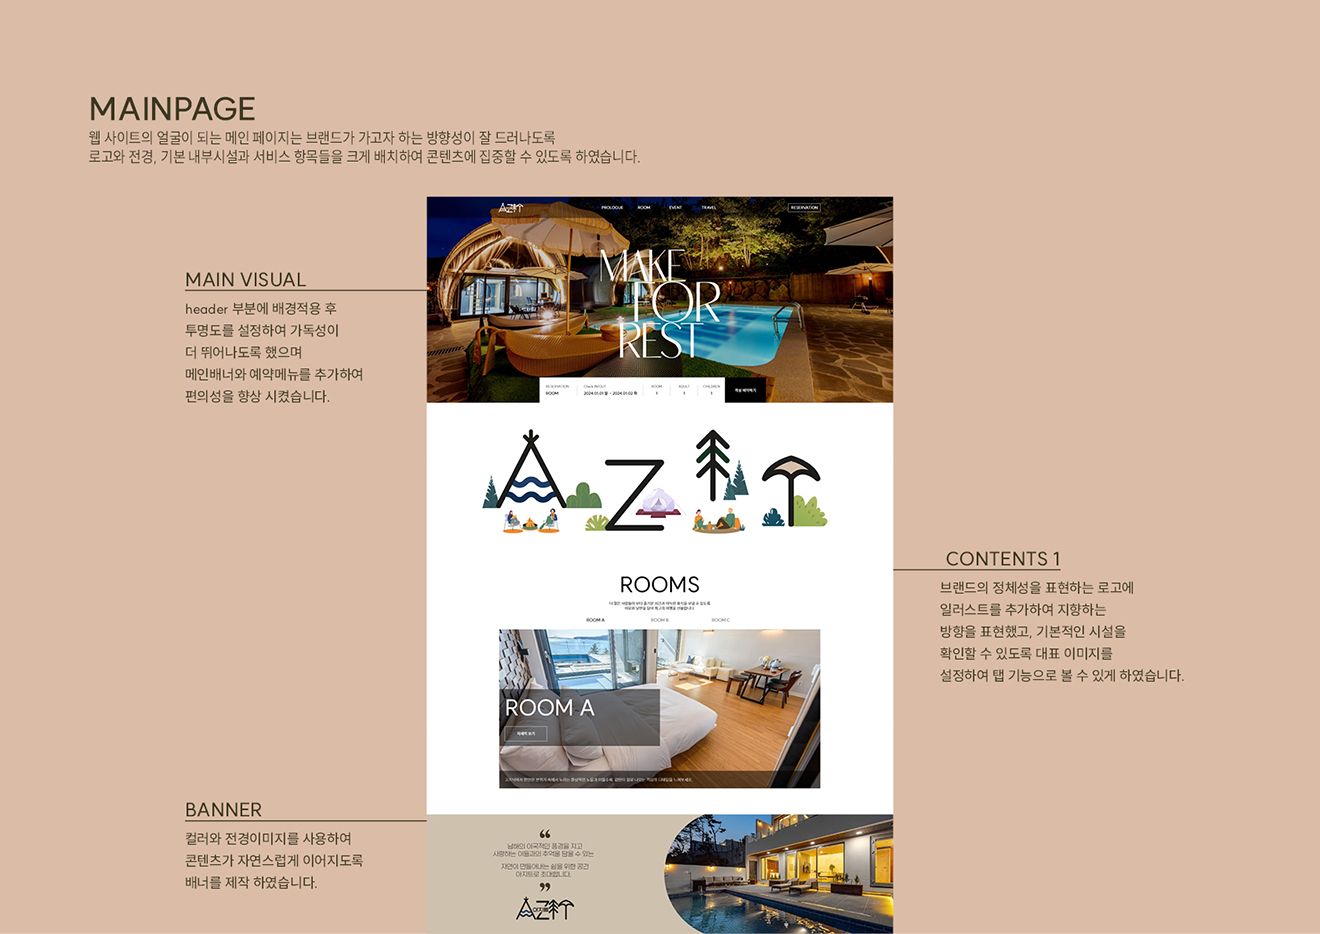 MAINPAGE
웹 사이트의 얼굴이 되는 메인 페이지는 브랜드가 가고자 하는 방향성이 잘 드러나도록
로고와 전경, 기본 내부시설과 서비스 항목들을 크게 배치하여 콘텐츠에 집중할 수 있도록 하였습니다.
PROLOGUE ROOM EVENT TRAVEL RESERVATION
MAKE
FOR
REST
MAIN VISUAL
header 부분에 배경적용 후
투명도를 설정하여 가독성이
더 뛰어나도록 했으며
메인배너와 예약메뉴를 추가하여
편의성을 향상 시켰습니다.
RESERVATION Check IN/OUT ROOM ADULT CHILDREN
ROOM 2024.01.01 월 ~ 2024.01.02 화 1 1 1
AZIT
CONTENTS 1
브랜드의 정체성을 표현하는 로고에
일러스트를 추가하여 지향하는
방향을 표현했고, 기본적인 시설을
확인할 수 있도록 대표 이미지를
설정하여 탭 기능으로 볼 수 있게 하였습니다.
ROOMS
ROOM A ROOM B ROOM C
ROOM A
자세히 보기
BANNER
컬러와 전경이미지를 사용하여
콘텐츠가 자연스럽게 이어지도록
배너를 제작 하였습니다.
“
남해의 이국적인 풍경을 지고
사랑하는 이들과의 추억을 담을 수 있는
자연이 만들어내는 쉼을 위한 공간
아지트로 초대합니다.
”